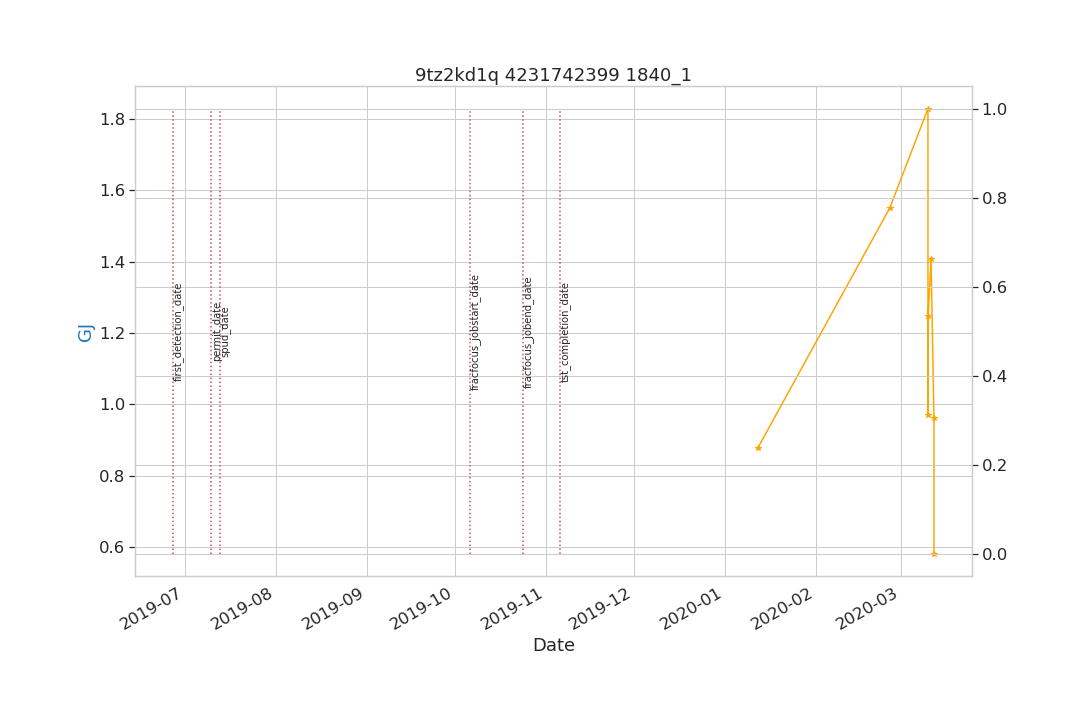 9tz2kd1q 4231742399 1840_1
GJ
1.8
1.6
1.4
1.2
1.0
0.8
0.6
1.0
0.8
0.6
0.4
0.2
0.0
first_detection_date
permit_date
spud_date
fracfocus_jobstart_date
fracfocus_jobend_date
tst_completion_date
2019-07
2019-08
2019-09
2019-10
2019-11
2019-12
2020-01
2020-02
2020-03
Date